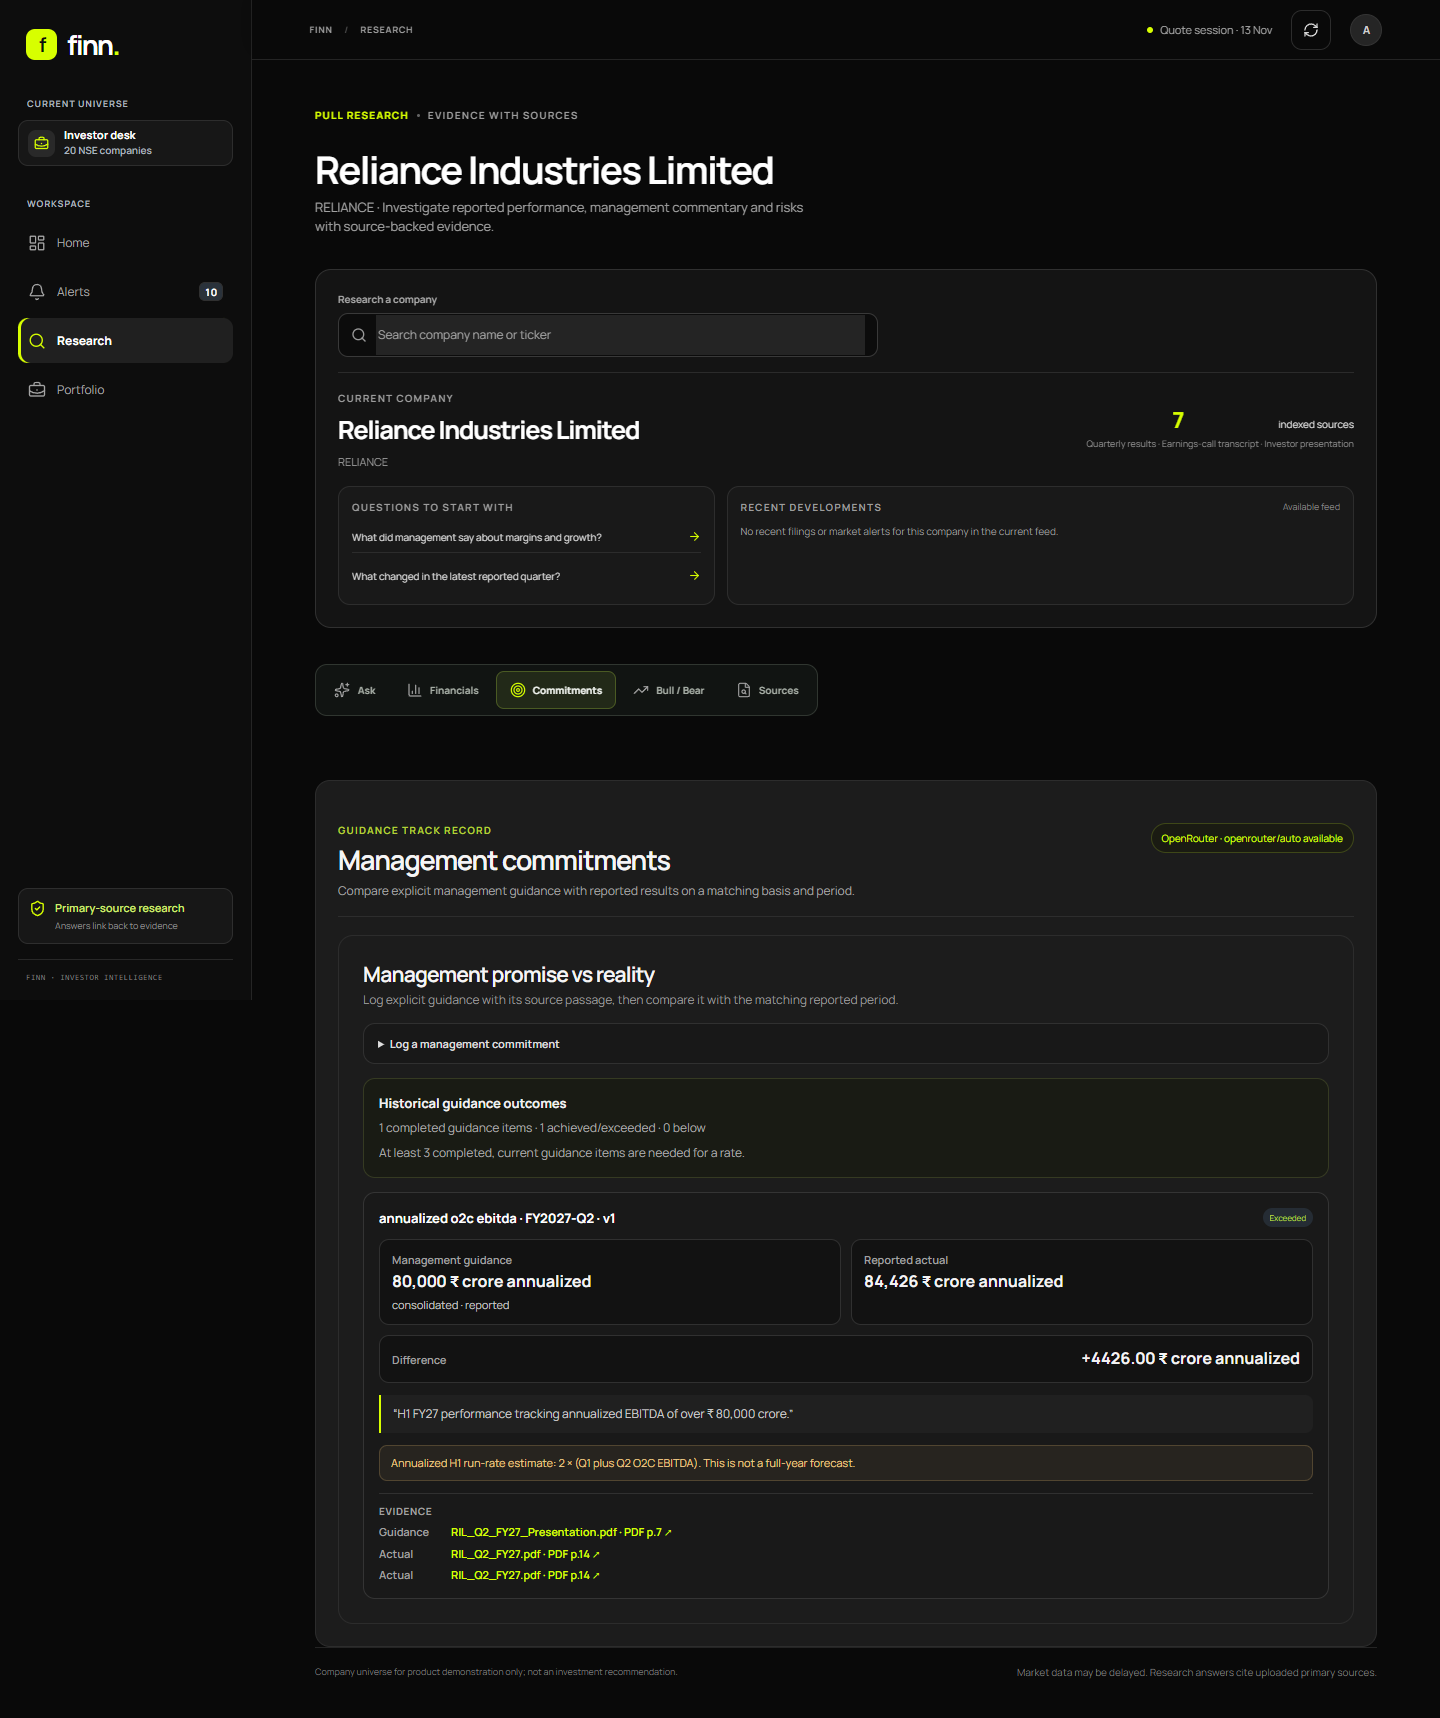 f finn.
CURRENT UNIVERSE
Investor desk
20 NSE companies
WORKSPACE
Home
Alerts 10
Research
Portfolio
Primary-source research
Answers link back to evidence
FINN · INVESTOR INTELLIGENCE
FINN / RESEARCH
Quote session · 13 Nov
A
PULL RESEARCH • EVIDENCE WITH SOURCES
Reliance Industries Limited
RELIANCE · Investigate reported performance, management commentary and risks
with source-backed evidence.
Research a company
Search company name or ticker
CURRENT COMPANY
Reliance Industries Limited
RELIANCE
7 indexed sources
Quarterly results · Earnings-call transcript · Investor presentation
QUESTIONS TO START WITH
What did management say about margins and growth? →
What changed in the latest reported quarter? →
RECENT DEVELOPMENTS Available feed
No recent filings or market alerts for this company in the current feed.
Ask Financials Commitments Bull / Bear Sources
GUIDANCE TRACK RECORD
OpenRouter · openrouter/auto available
Management commitments
Compare explicit management guidance with reported results on a matching basis and period.
Management promise vs reality
Log explicit guidance with its source passage, then compare it with the matching reported period.
▶ Log a management commitment
Historical guidance outcomes
1 completed guidance items · 1 achieved/exceeded · 0 below
At least 3 completed, current guidance items are needed for a rate.
annualized o2c ebitda · FY2027-Q2 · v1 Exceeded
Management guidance
80,000 ₹ crore annualized
consolidated · reported
Reported actual
84,426 ₹ crore annualized
Difference +4426.00 ₹ crore annualized
"H1 FY27 performance tracking annualized EBITDA of over ₹ 80,000 crore."
Annualized H1 run-rate estimate: 2 × (Q1 plus Q2 O2C EBITDA). This is not a full-year forecast.
EVIDENCE
Guidance RIL_Q2_FY27_Presentation.pdf · PDF p.7 ↗
Actual RIL_Q2_FY27.pdf · PDF p.14 ↗
Actual RIL_Q2_FY27.pdf · PDF p.14 ↗
Company universe for product demonstration only; not an investment recommendation.
Market data may be delayed. Research answers cite uploaded primary sources.